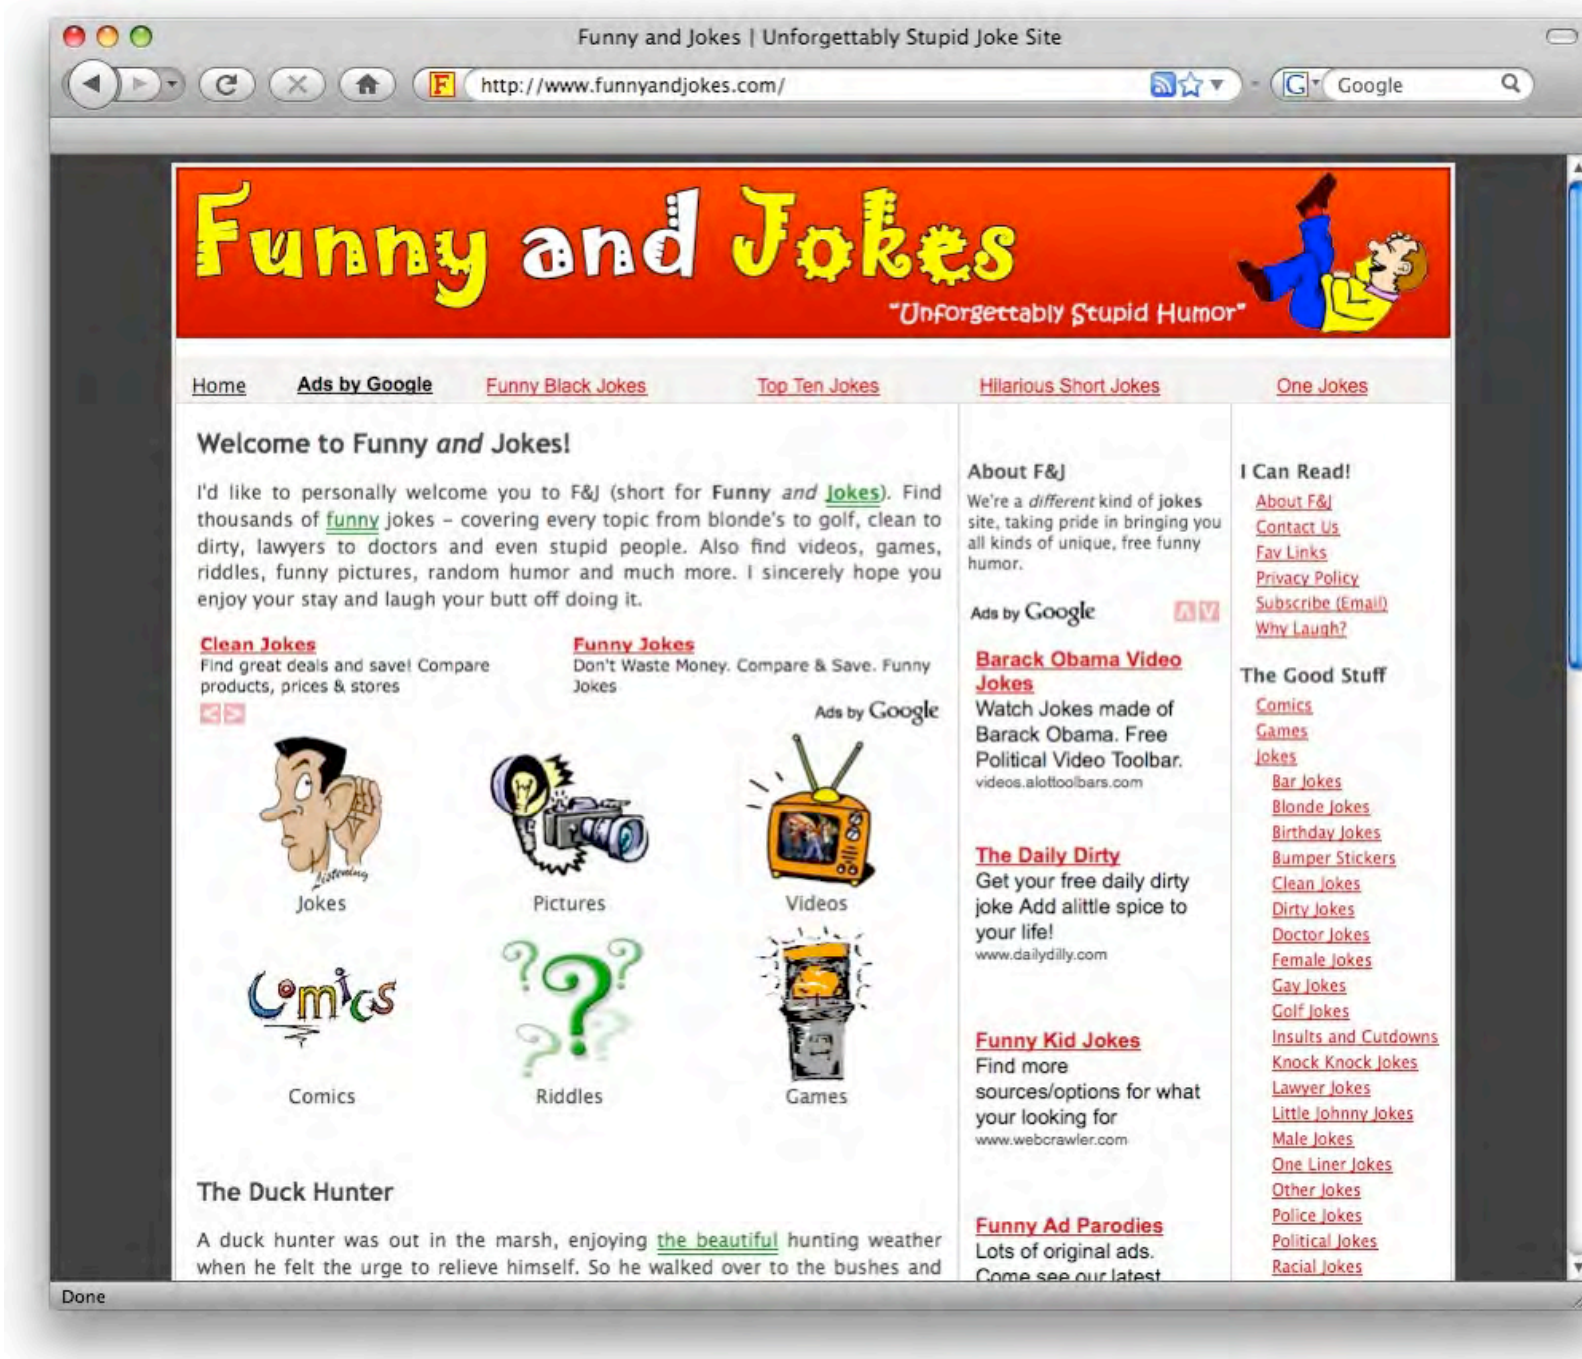 Funny and Jokes | Unforgettably Stupid Joke Site
F
http://www.funnyandjokes.com/
G
Google
Funny and Jokes
"Unforgettably Stupid Humor"
Home
Ads by Google
Funny Black Jokes
Top Ten Jokes
Hilarious Short Jokes
One Jokes
Welcome to Funny and Jokes!
I'd like to personally welcome you to F&J (short for Funny and Jokes). Find
thousands of funny jokes – covering every topic from blonde's to golf, clean to
dirty, lawyers to doctors and even stupid people. Also find videos, games,
riddles, funny pictures, random humor and much more. I sincerely hope you
enjoy your stay and laugh your butt off doing it.
Clean Jokes
Find great deals and save! Compare
products, prices & stores
Funny Jokes
Don't Waste Money. Compare & Save. Funny
Jokes
Ads by Google
Listening
Jokes
Pictures
Videos
Comics
Comics
Riddles
Games
The Duck Hunter
A duck hunter was out in the marsh, enjoying the beautiful hunting weather
when he felt the urge to relieve himself. So he walked over to the bushes and
About F&J
We're a different kind of jokes
site, taking pride in bringing you
all kinds of unique, free funny
humor.
Ads by Google
Barack Obama Video
Jokes
Watch Jokes made of
Barack Obama. Free
Political Video Toolbar.
videos.alottoolbars.com
The Daily Dirty
Get your free daily dirty
joke Add alittle spice to
your life!
www.dailydilly.com
Funny Kid Jokes
Find more
sources/options for what
your looking for
www.webcrawler.com
Funny Ad Parodies
Lots of original ads.
Come see our latest
I Can Read!
About F&J
Contact Us
Fav Links
Privacy Policy
Subscribe (Email)
Why Laugh?
The Good Stuff
Comics
Games
Jokes
Bar Jokes
Blonde Jokes
Birthday Jokes
Bumper Stickers
Clean Jokes
Dirty Jokes
Doctor Jokes
Female Jokes
Gay Jokes
Golf Jokes
Insults and Cutdowns
Knock Knock Jokes
Lawyer Jokes
Little Johnny Jokes
Male Jokes
One Liner Jokes
Other Jokes
Police Jokes
Political Jokes
Racial Jokes
Done